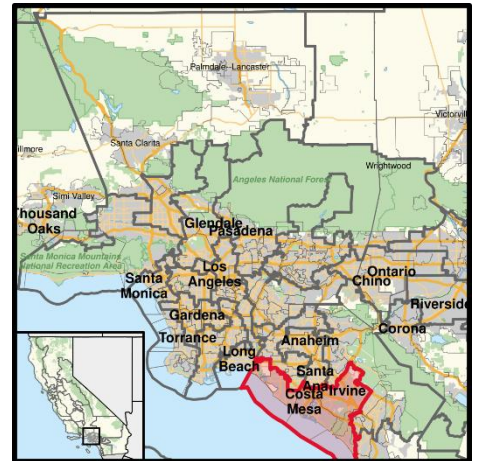 Palmdale--Lancaster
Victorvill
Santa Clarita
illmore
Wrightwood
Simi Valley
Angeles National Forest
Thousand
Oaks
Glendale
Pasadena
Santa Monica Mountains
National Recreation Area
Los
Angeles
Santa
Monica
Ontario
Chino
Riverside
Gardena
Torrance
Corona
Anaheim
Long
Beach
Santa
Ana
Irvine
Costa
Mesa